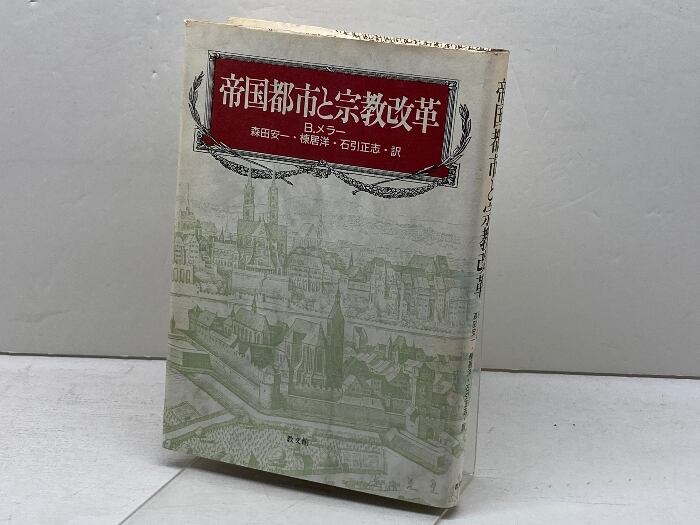 帝国都市と宗教改革
B.メラー
森田安一・棟居洋・石引正志・訳
教文館
帝国都市と宗教改革